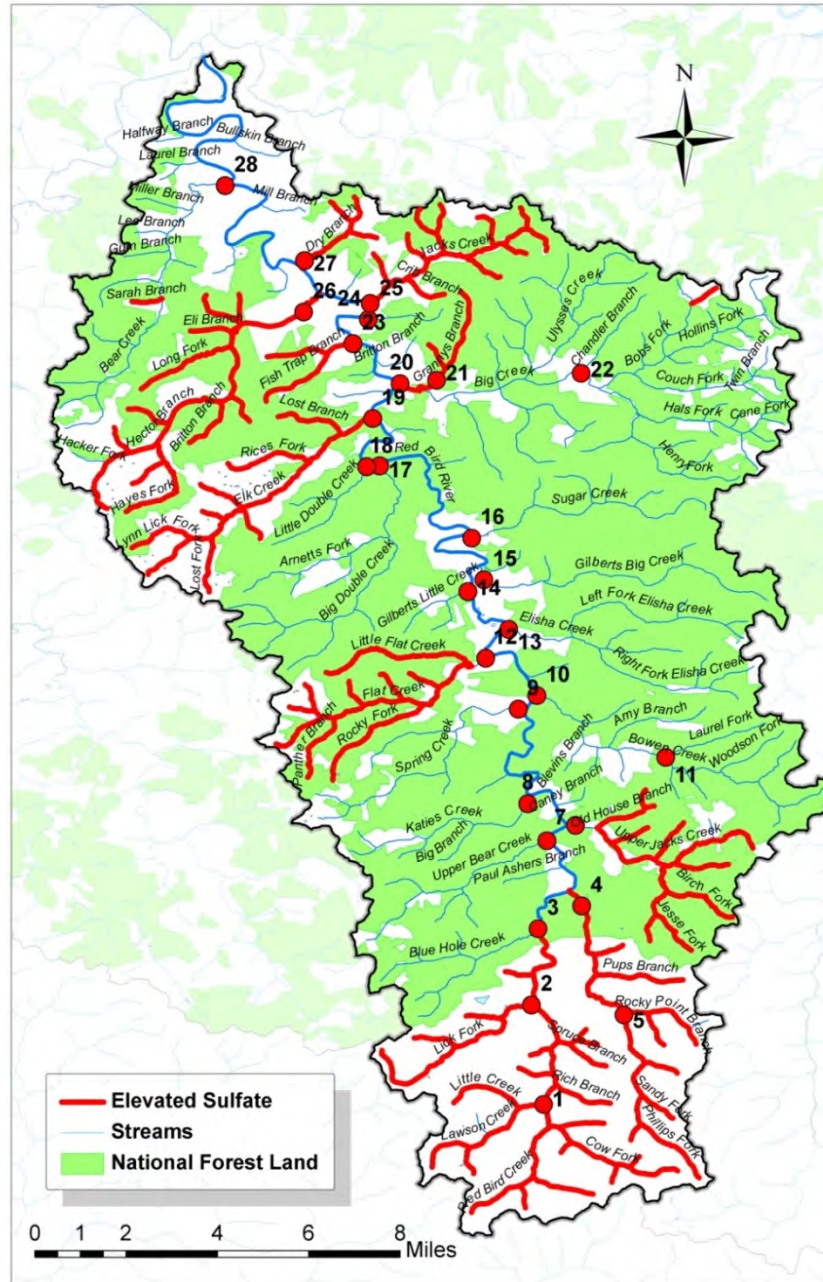 N
Halfway Branch
Bullskin Branch
Laurel Branch
28
Miller Branch
Mill Branch
Lee Branch
Gum Branch
Dry Branch
27
Jacks Creek
Crib Branch
Sarah Branch
26
24
25
Eli Branch
23
Bear Creek
Long Fork
Fish Trap Branch
Britton Branch
Grannys Branch
Ulysses Creek
Chandler Branch
Bobs Fork
Hollins Fork
Twin Branch
20
21
Big Creek
22
Couch Fork
19
Hector Branch
Britton Branch
Lost Branch
Hals Fork
Cane Fork
Hacker Fork
Rices Fork
18
Red
Bird River
Henry Fork
17
Hayes Fork
Elk Creek
Little Double Creek
Sugar Creek
Lynn Lick Fork
Lost Fork
16
Arnetts Fork
Big Double Creek
15
Gilberts Big Creek
Gilberts Little Creek
14
Left Fork Elisha Creek
Elisha Creek
12
13
Little Flat Creek
Right Fork Elisha Creek
Flat Creek
10
9
Panther Branch
Rocky Fork
Amy Branch
Laurel Fork
Spring Creek
Blevins Branch
Bowen Creek
Woodson Fork
11
8
Caney Branch
Katies Creek
7
Old House Branch
Big Branch
Upper Bear Creek
Upper Jacks Creek
Paul Ashers Branch
Birch Fork
4
3
Jesse Fork
Blue Hole Creek
Pups Branch
2
Rocky Point Branch
5
Lick Fork
Spruce Branch
Little Creek
Rich Branch
Sandy Fork
1
Lawson Creek
Phillips Fork
Cow Fork
Red Bird Creek
Elevated Sulfate
Streams
National Forest Land
0 1 2 4 6 8
Miles